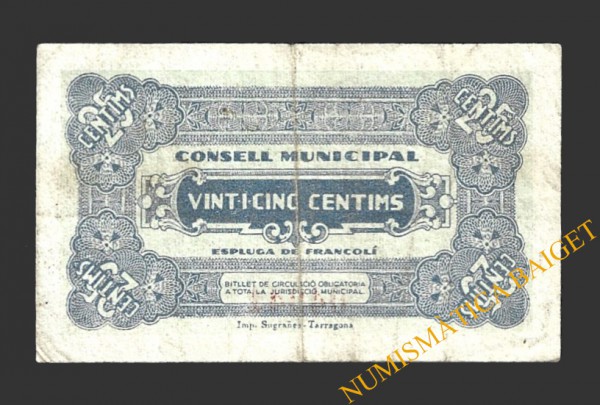 25 CENTIMS
25 CENTIMS
CONSELL MUNICIPAL
VINT-I-CINC CENTIMS
ESPLUGA DE FRANCOLÍ
BITLLET DE CIRCULACIÓ OBLIGATORIA
A TOTA LA JURISDICCIÓ MUNICIPAL
25 CENTIMS
25 CENTIMS
Imp. Sugrañes-Tarragona
NUMISMÀTICA BAIGET